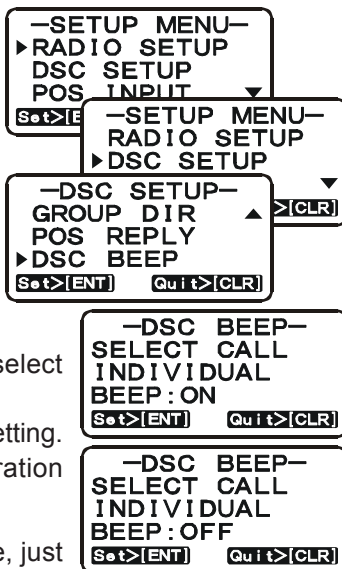 —SETUP MENU—
▶RADIO SETUP
DSC SETUP
POS INPUT ▼
Set>[E
—SETUP MENU—
RADIO SETUP
▶DSC SETUP
▼
>[CLR]
—DSC SETUP—
GROUP DIR ▲
POS REPLY
▶DSC BEEP
Set>[ENT] Quit>[CLR]
—DSC BEEP—
SELECT CALL
INDIVIDUAL
BEEP:ON
Set>[ENT] Quit>[CLR]
select
etting.
ration
—DSC BEEP—
SELECT CALL
INDIVIDUAL
BEEP:OFF
Set>[ENT] Quit>[CLR]
e, just